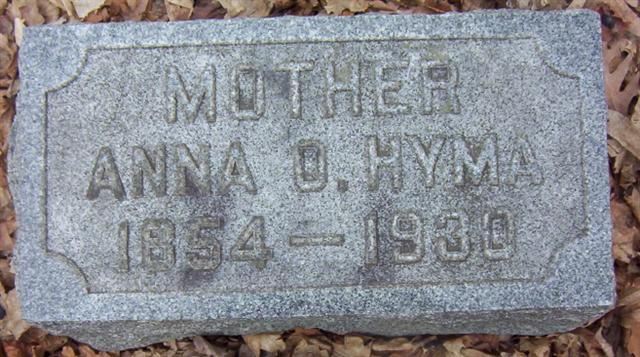 MOTHER
ANNA O. HYMA
1854 — 1930